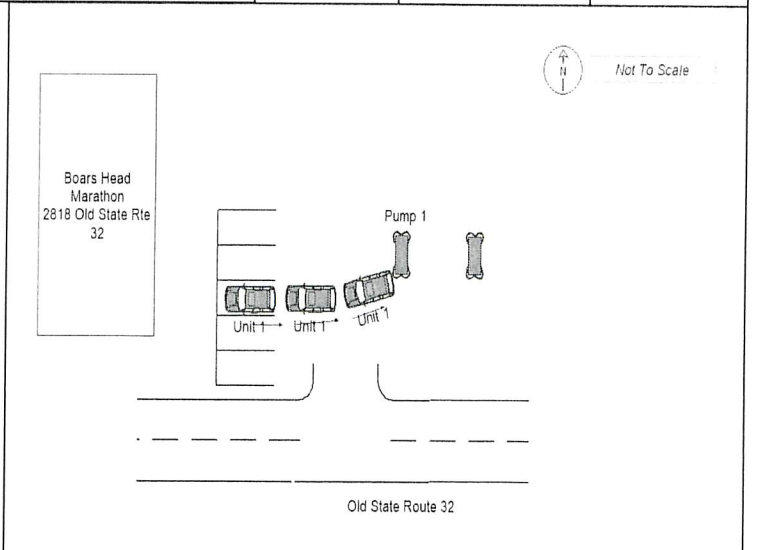 N
Not To Scale
Boars Head
Marathon
2818 Old State Rte
32
Pump 1
Unit 1
Unit 1
Unit 1
Old State Route 32